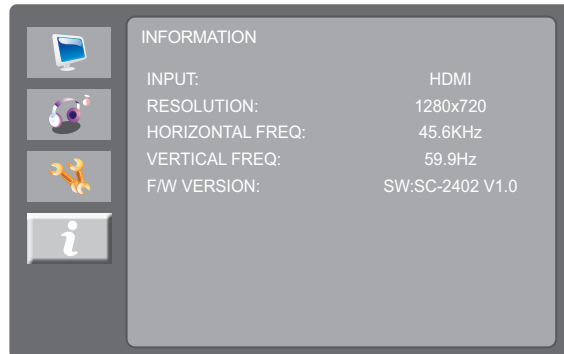 INFORMATION
INPUT: HDMI
RESOLUTION: 1280x720
HORIZONTAL FREQ: 45.6KHz
VERTICAL FREQ: 59.9Hz
F/W VERSION: SW:SC-2402 V1.0
i